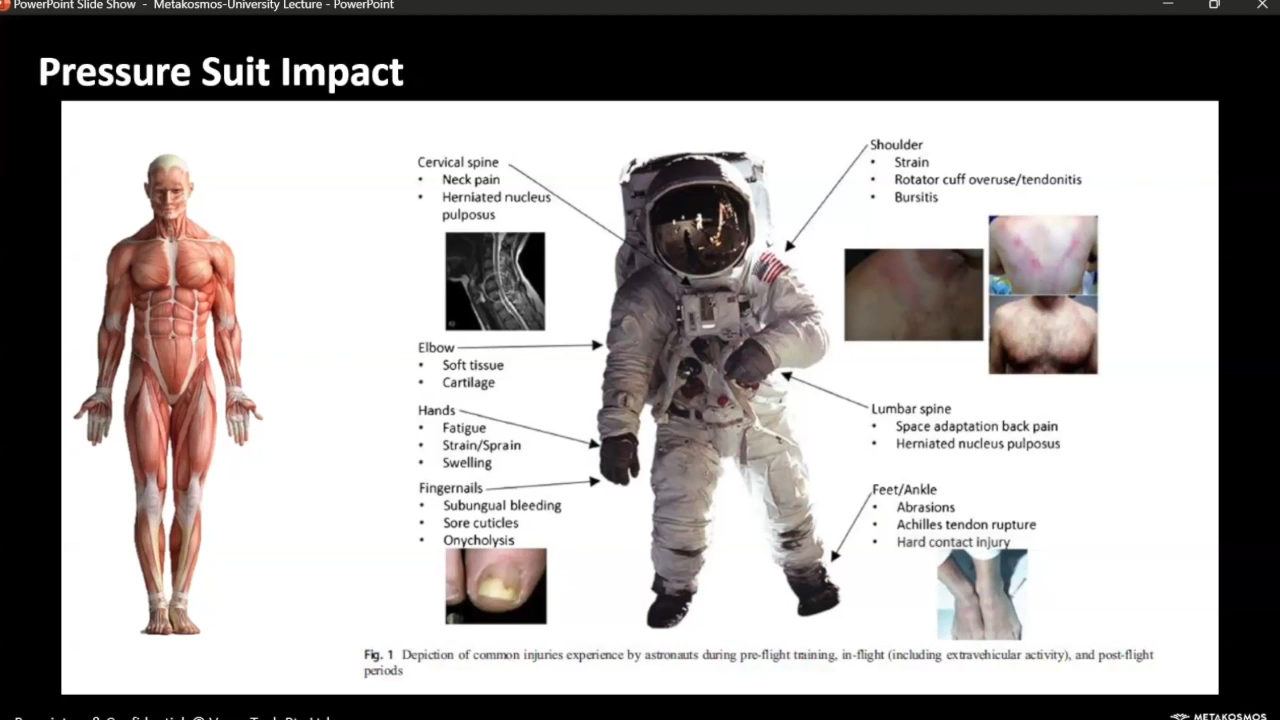 PowerPoint Slide Show - Metakosmos-University Lecture - PowerPoint
Pressure Suit Impact
Cervical spine
• Neck pain
• Herniated nucleus
pulposus
Elbow
• Soft tissue
• Cartilage
Hands
• Fatigue
• Strain/Sprain
• Swelling
Fingernails
• Subungual bleeding
• Sore cuticles
• Onycholysis
Shoulder
• Strain
• Rotator cuff overuse/tendonitis
• Bursitis
Lumbar spine
• Space adaptation back pain
• Herniated nucleus pulposus
Feet/Ankle
• Abrasions
• Achilles tendon rupture
• Hard contact injury
Fig. 1 Depiction of common injuries experience by astronauts during pre-flight training, in-flight (including extravehicular activity), and post-flight
periods
METAKOSMOS